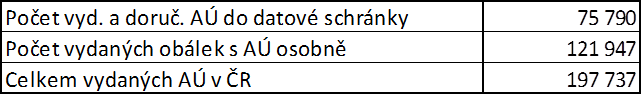 Počet vyd. a doruč. AÚ do datové schránky 75 790
Počet vydaných obálek s AÚ osobně 121 947
Celkem vydaných AÚ v ČR 197 737